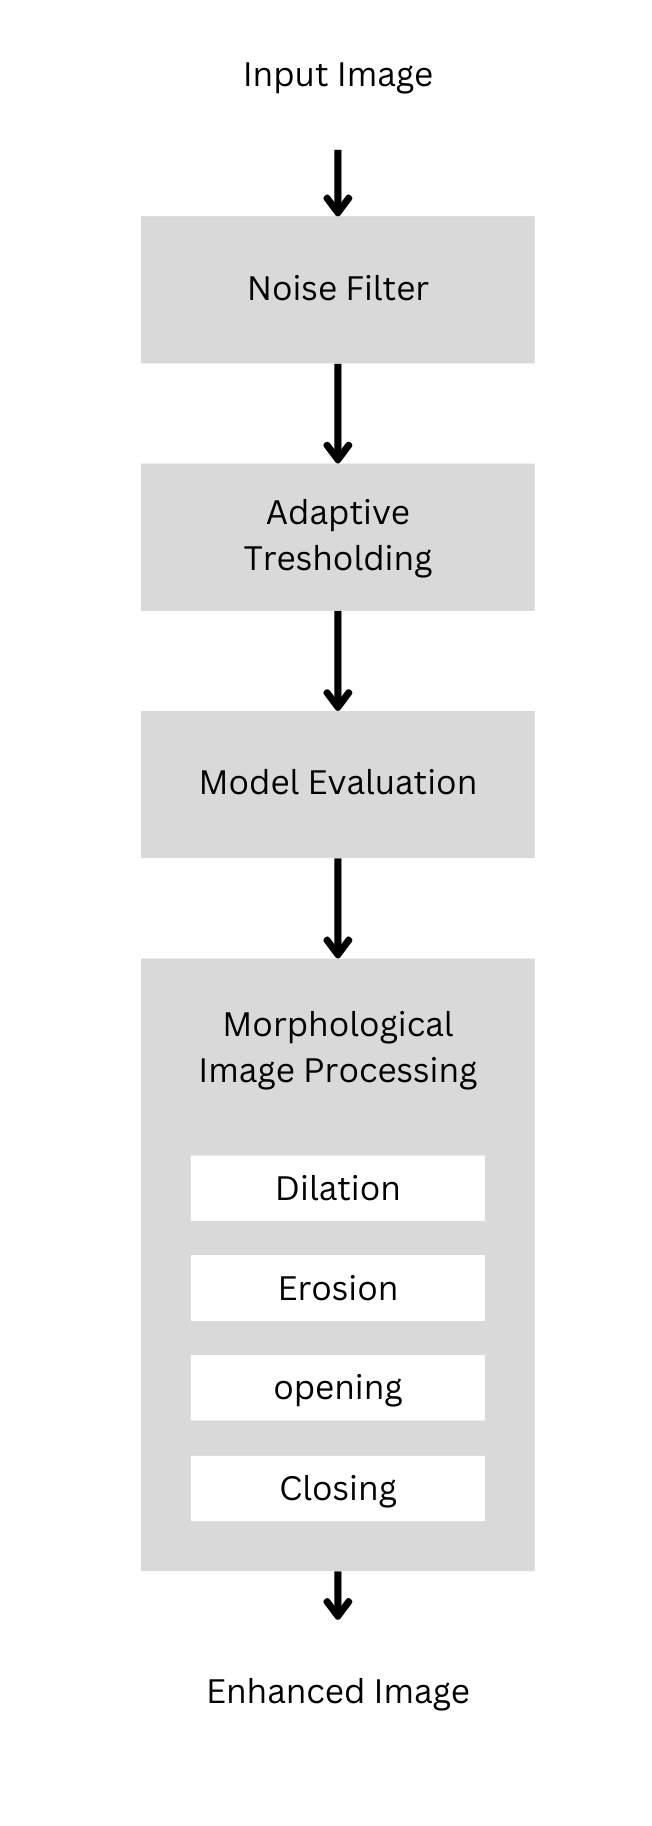 Input Image
Noise Filter
Adaptive
Tresholding
Model Evaluation
Morphological
Image Processing
Dilation
Erosion
opening
Closing
Enhanced Image